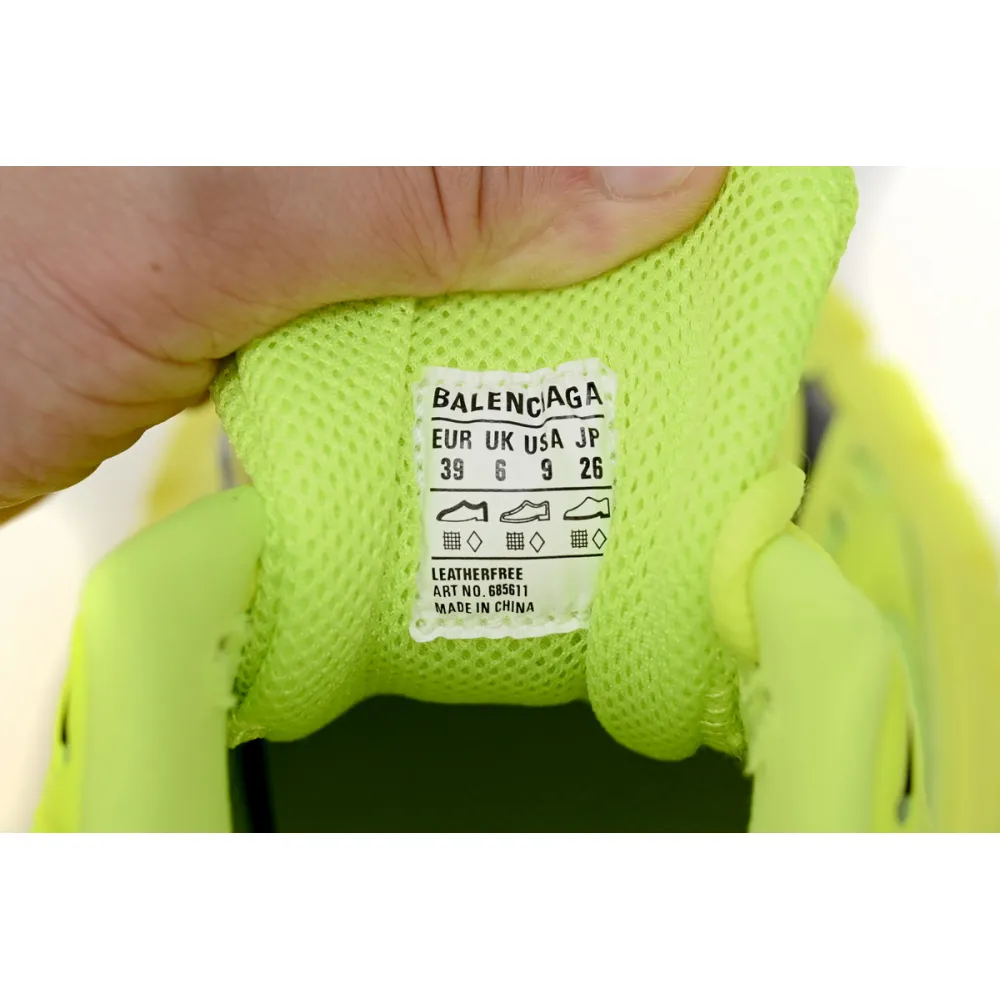 BALENCIAGA
EUR UK USA JP
39 6 9 26
LEATHERFREE
ART NO. 685611
MADE IN CHINA